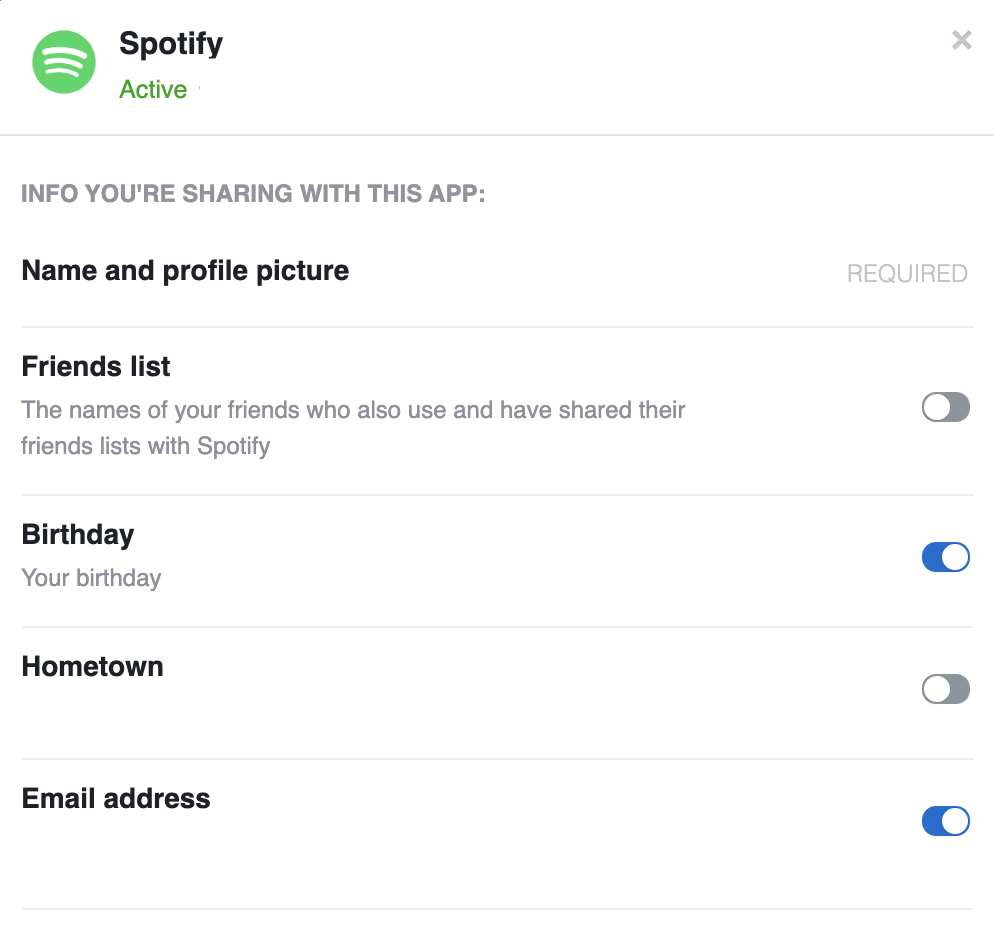 Spotify
Active
INFO YOU'RE SHARING WITH THIS APP:
Name and profile picture
REQUIRED
Friends list
The names of your friends who also use and have shared their
friends lists with Spotify
Birthday
Your birthday
Hometown
Email address